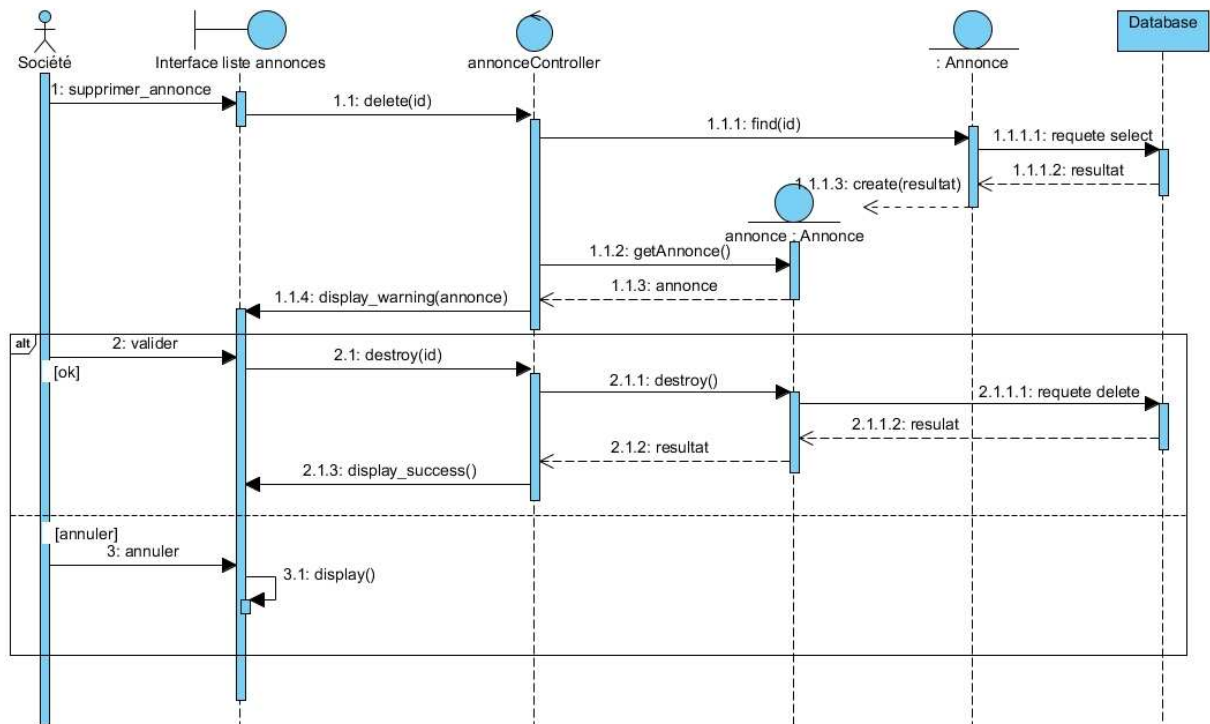 Société
Interface liste annonces
annonceController
: Annonce
Database
1: supprimer_annonce
1.1: delete(id)
1.1.1: find(id)
1.1.1.1: requete select
1.1.1.2: resultat
1.1.1.3: create(resultat)
annonce : Annonce
1.1.2: getAnnonce()
1.1.3: annonce
1.1.4: display_warning(annonce)
alt
2: valider
[ok]
2.1: destroy(id)
2.1.1: destroy()
2.1.1.1: requete delete
2.1.1.2: resulat
2.1.2: resultat
2.1.3: display_success()
[annuler]
3: annuler
3.1: display()